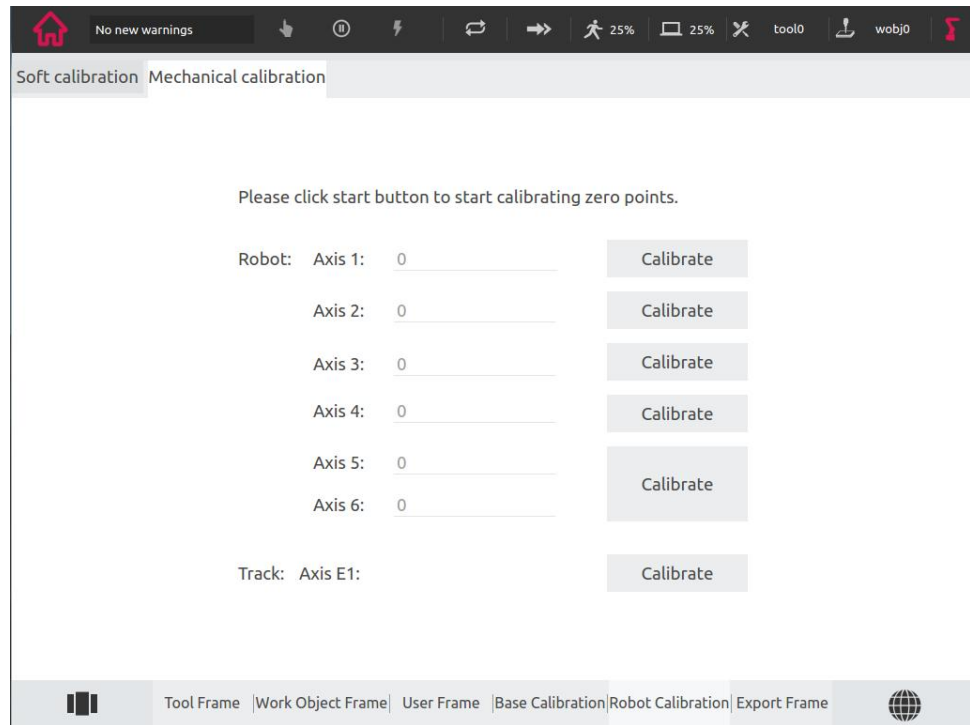 No new warnings 25% 25% tool0 wobj0
Soft calibration Mechanical calibration
Please click start button to start calibrating zero points.
Robot: Axis 1: 0 Calibrate
Axis 2: 0 Calibrate
Axis 3: 0 Calibrate
Axis 4: 0 Calibrate
Axis 5: 0
Calibrate
Axis 6: 0
Track: Axis E1: Calibrate
Tool Frame Work Object Frame User Frame Base Calibration Robot Calibration Export Frame